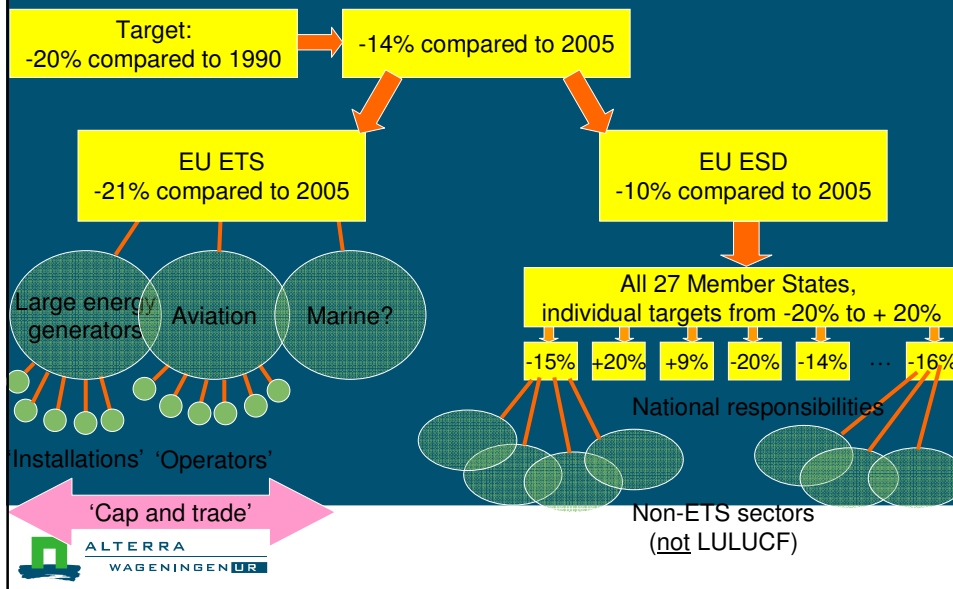 Target:
-20% compared to 1990
-14% compared to 2005
EU ETS
-21% compared to 2005
EU ESD
-10% compared to 2005
Large energy
generators
Aviation
Marine?
All 27 Member States,
individual targets from -20% to + 20%
-15% +20% +9% -20% -14% ... -16%
National responsibilities
'Installations' 'Operators'
'Cap and trade'
Non-ETS sectors
(not LULUCF)
ALTERRA
WAGENINGEN UR